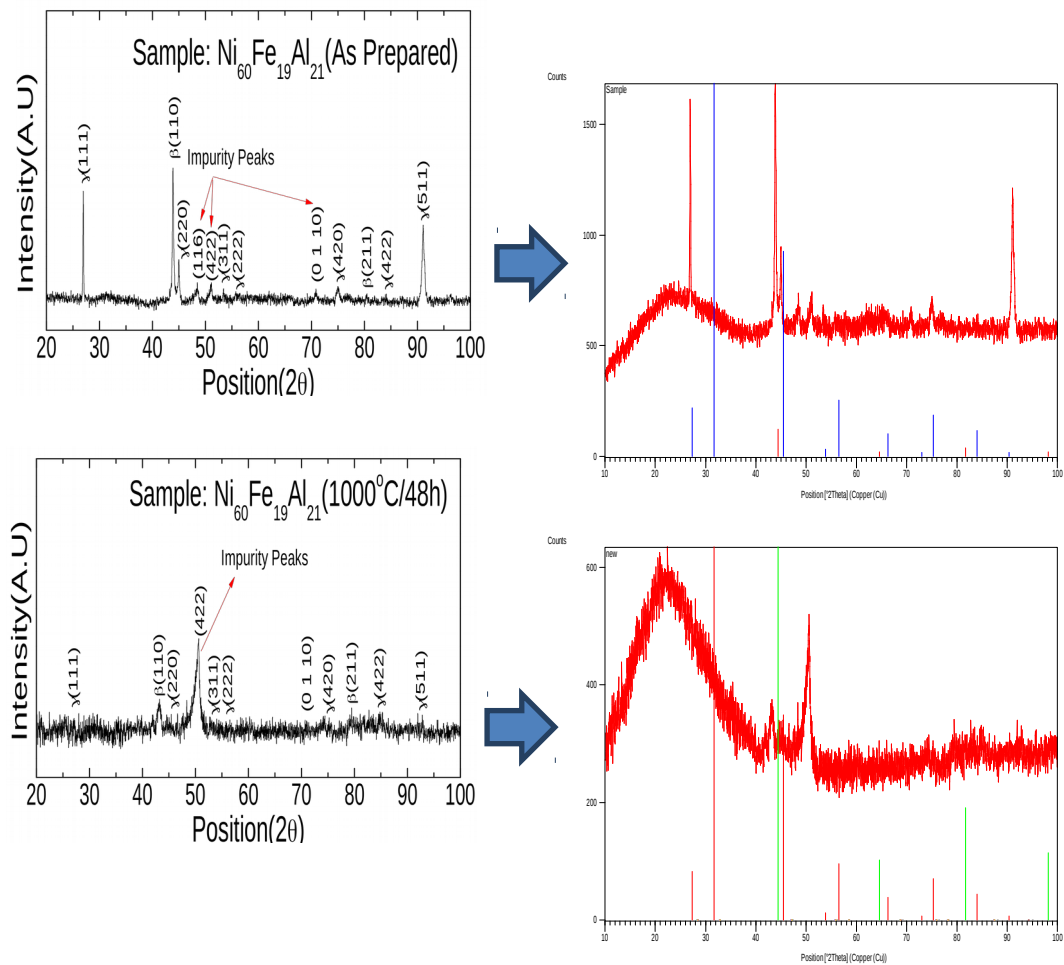 Sample: Ni60Fe19Al21(As Prepared)
Intensity(A.U)
γ(111)
β(110)
Impurity Peaks
γ(220)
(116)
(422)
γ(311)
γ(222)
(0 1 10)
γ(420)
β(211)
γ(422)
γ(511)
20 30 40 50 60 70 80 90 100
Position(2θ)
Counts
Sample
1500
1000
500
0
10 20 30 40 50 60 70 80 90 100
Position [°2Theta] (Copper (Cu))
Sample: Ni60Fe19Al21(1000°C/48h)
Intensity(A.U)
Impurity Peaks
γ(111)
β(110)
γ(220)
(422)
γ(311)
γ(222)
(0 1 10)
γ(420)
β(211)
γ(422)
γ(511)
20 30 40 50 60 70 80 90 100
Position(2θ)
Counts
new
600
400
200
0
10 20 30 40 50 60 70 80 90 100
Position [°2Theta] (Copper (Cu))